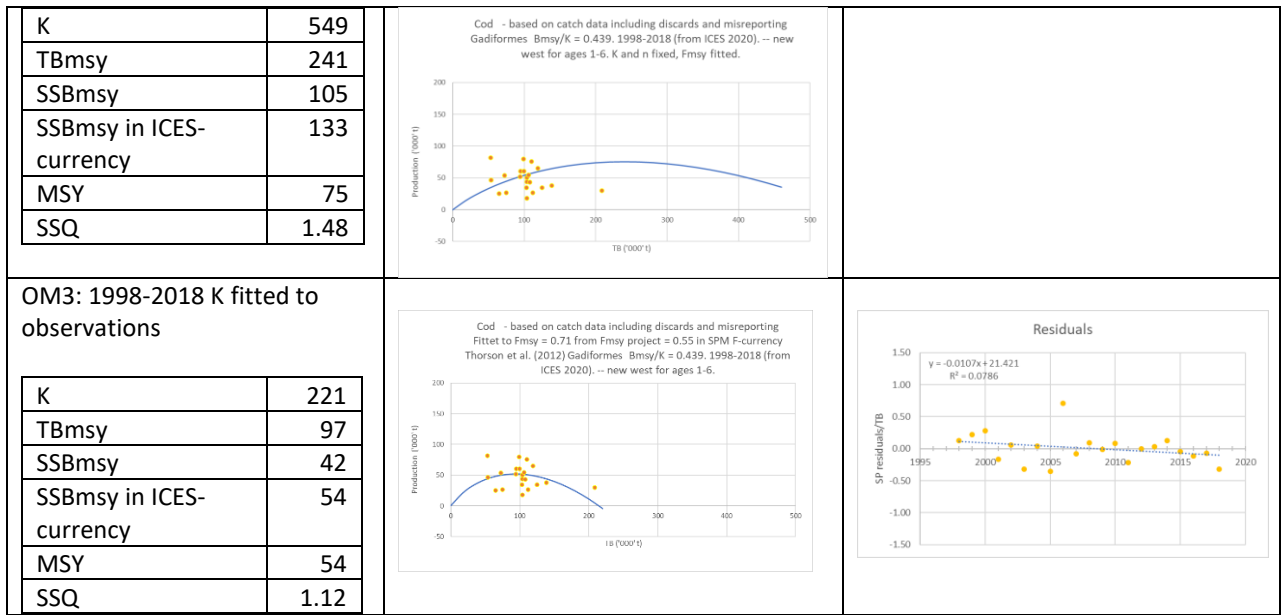 K 549
TBmsy 241
SSBmsy 105
SSBmsy in ICES-
currency 133
MSY 75
SSQ 1.48
Cod - based on catch data including discards and misreporting
Gadiformes Bmsy/K = 0.439. 1998-2018 (from ICES 2020). -- new
west for ages 1-6. K and n fixed, Fmsy fitted.
200
150
100
50
0
-50
Production ('000' t)
0 100 200 300 400 500
TB ('000' t)
OM3: 1998-2018 K fitted to
observations
K 221
TBmsy 97
SSBmsy 42
SSBmsy in ICES-
currency 54
MSY 54
SSQ 1.12
Cod - based on catch data including discards and misreporting
Fittet to Fmsy = 0.71 from Fmsy project = 0.55 in SPM F-currency
Thorson et al. (2012) Gadiformes Bmsy/K = 0.439. 1998-2018 (from
ICES 2020). -- new west for ages 1-6.
200
150
100
50
0
-50
Production ('000' t)
0 100 200 300 400 500
TB ('000' t)
Residuals
y = -0.0107x + 21.421
R² = 0.0786
1.50
1.00
0.50
0.00
-0.50
-1.00
-1.50
SP residuals/TB
1995 2000 2005 2010 2015 2020